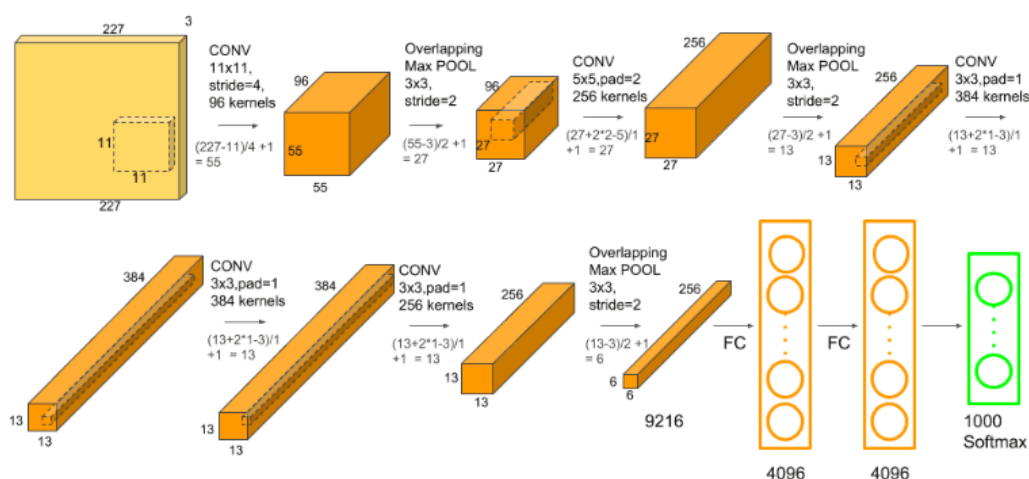 227
3
11
11
227
CONV
11x11,
stride=4,
96 kernels
(227-11)/4 +1
= 55
96
55
55
Overlapping
Max POOL
3x3,
stride=2
(55-3)/2 +1
= 27
96
27
27
CONV
5x5,pad=2
256 kernels
(27+2*2-5)/1
+1 = 27
256
27
27
Overlapping
Max POOL
3x3,
stride=2
(27-3)/2 +1
= 13
256
13
13
CONV
3x3,pad=1
384 kernels
(13+2*1-3)/1
+1 = 13
384
13
13
CONV
3x3,pad=1
384 kernels
(13+2*1-3)/1
+1 = 13
384
13
13
CONV
3x3,pad=1
256 kernels
(13+2*1-3)/1
+1 = 13
256
13
13
Overlapping
Max POOL
3x3,
stride=2
(13-3)/2 +1
= 6
256
6
6
9216
FC
4096
FC
4096
1000
Softmax